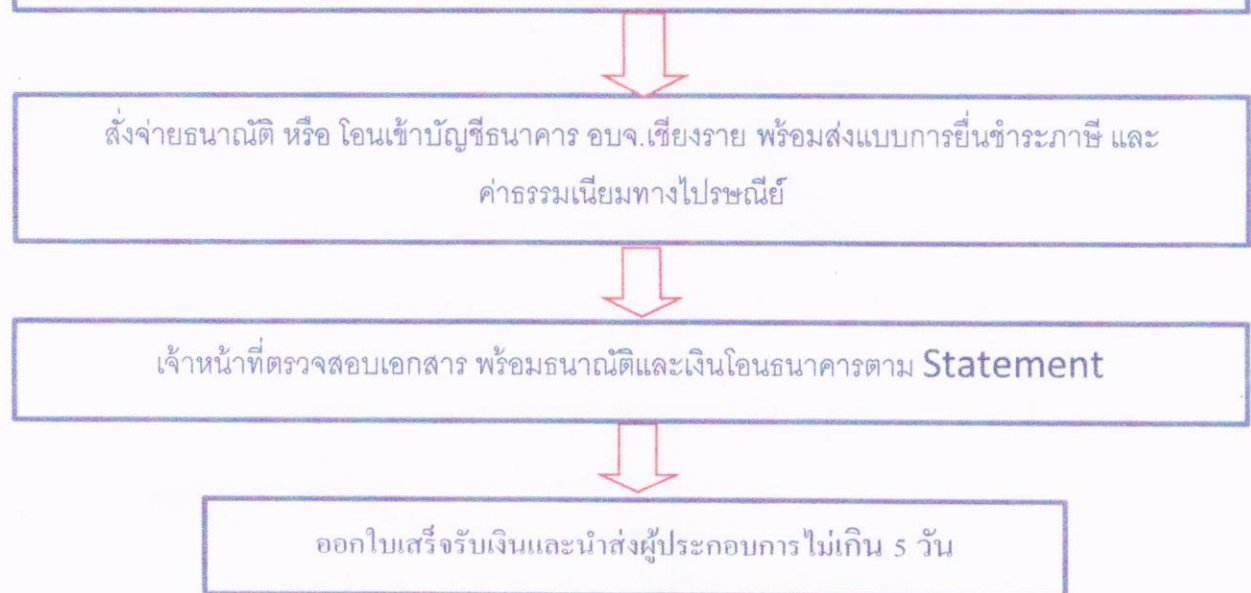 สั่งจ่ายธนาณัติ หรือ โอนเข้าบัญชีธนาคาร อบจ.เชียงราย พร้อมส่งแบบการยื่นชำระภาษี และ
ค่าธรรมเนียมทางไปรษณีย์
เจ้าหน้าที่ตรวจสอบเอกสาร พร้อมธนาณัติและเงินโอนธนาคารตาม Statement
ออกใบเสร็จรับเงินและนำส่งผู้ประกอบการไม่เกิน 5 วัน